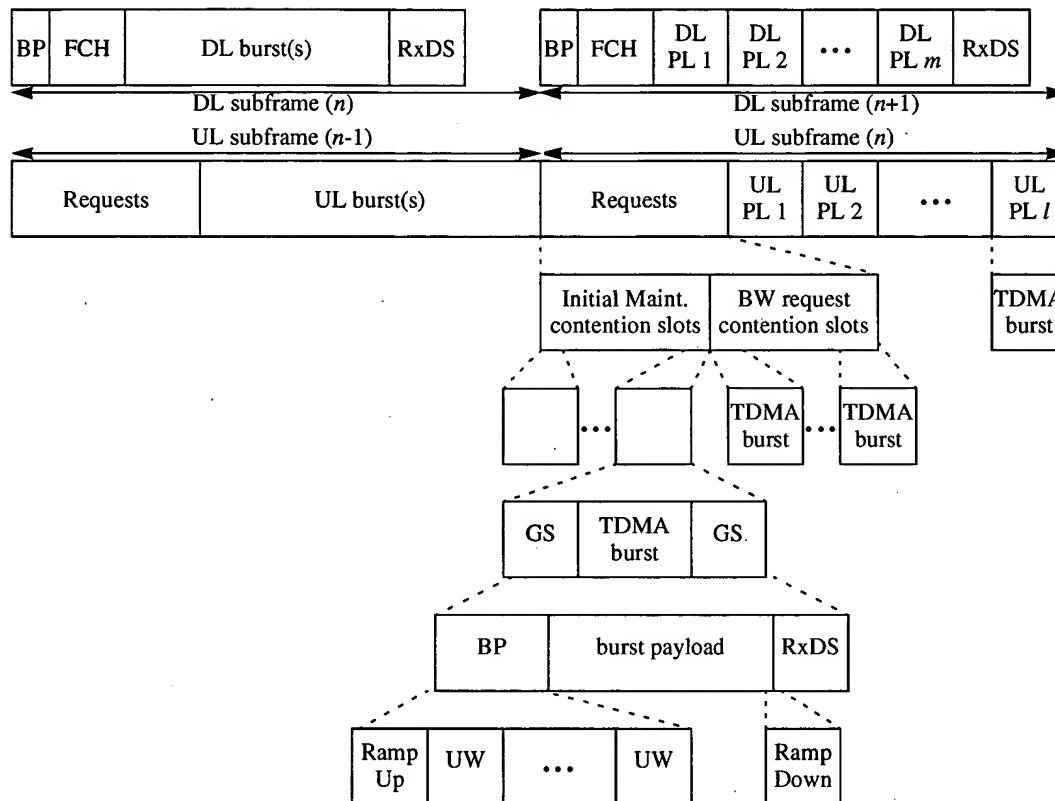 BP FCH DL burst(s) RxDS BP FCH DL PL 1 DL PL 2 ••• DL PL m RxDS
DL subframe (n) DL subframe (n+1)
UL subframe (n-1) UL subframe (n)
Requests UL burst(s) Requests UL PL 1 UL PL 2 ••• UL PL l
Initial Maint. contention slots BW request contention slots TDMA burst
••• TDMA burst ••• TDMA burst
GS TDMA burst GS
BP burst payload RxDS
Ramp Up UW ••• UW Ramp Down